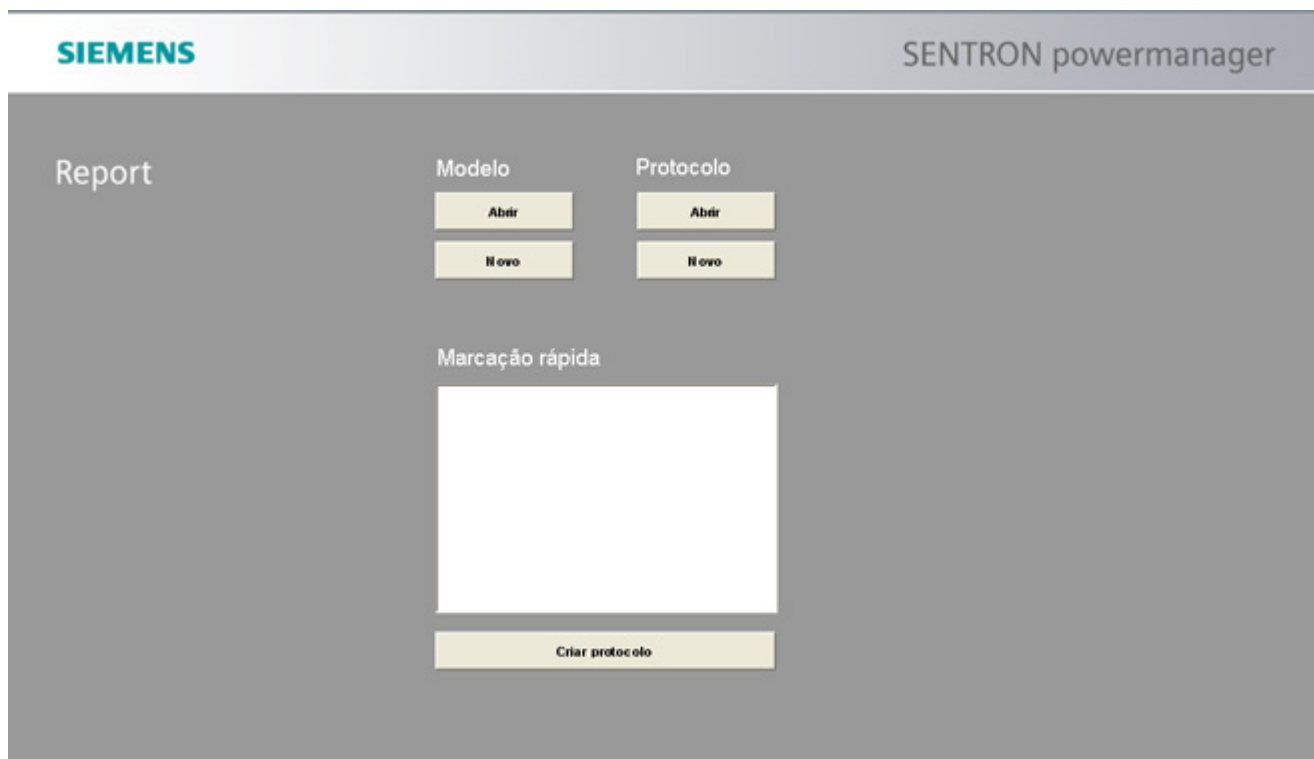 SIEMENS
SENTRON powermanager
Report
Modelo
Protocolo
Abrir
Abrir
Novo
Novo
Marcação rápida
Criar protocolo